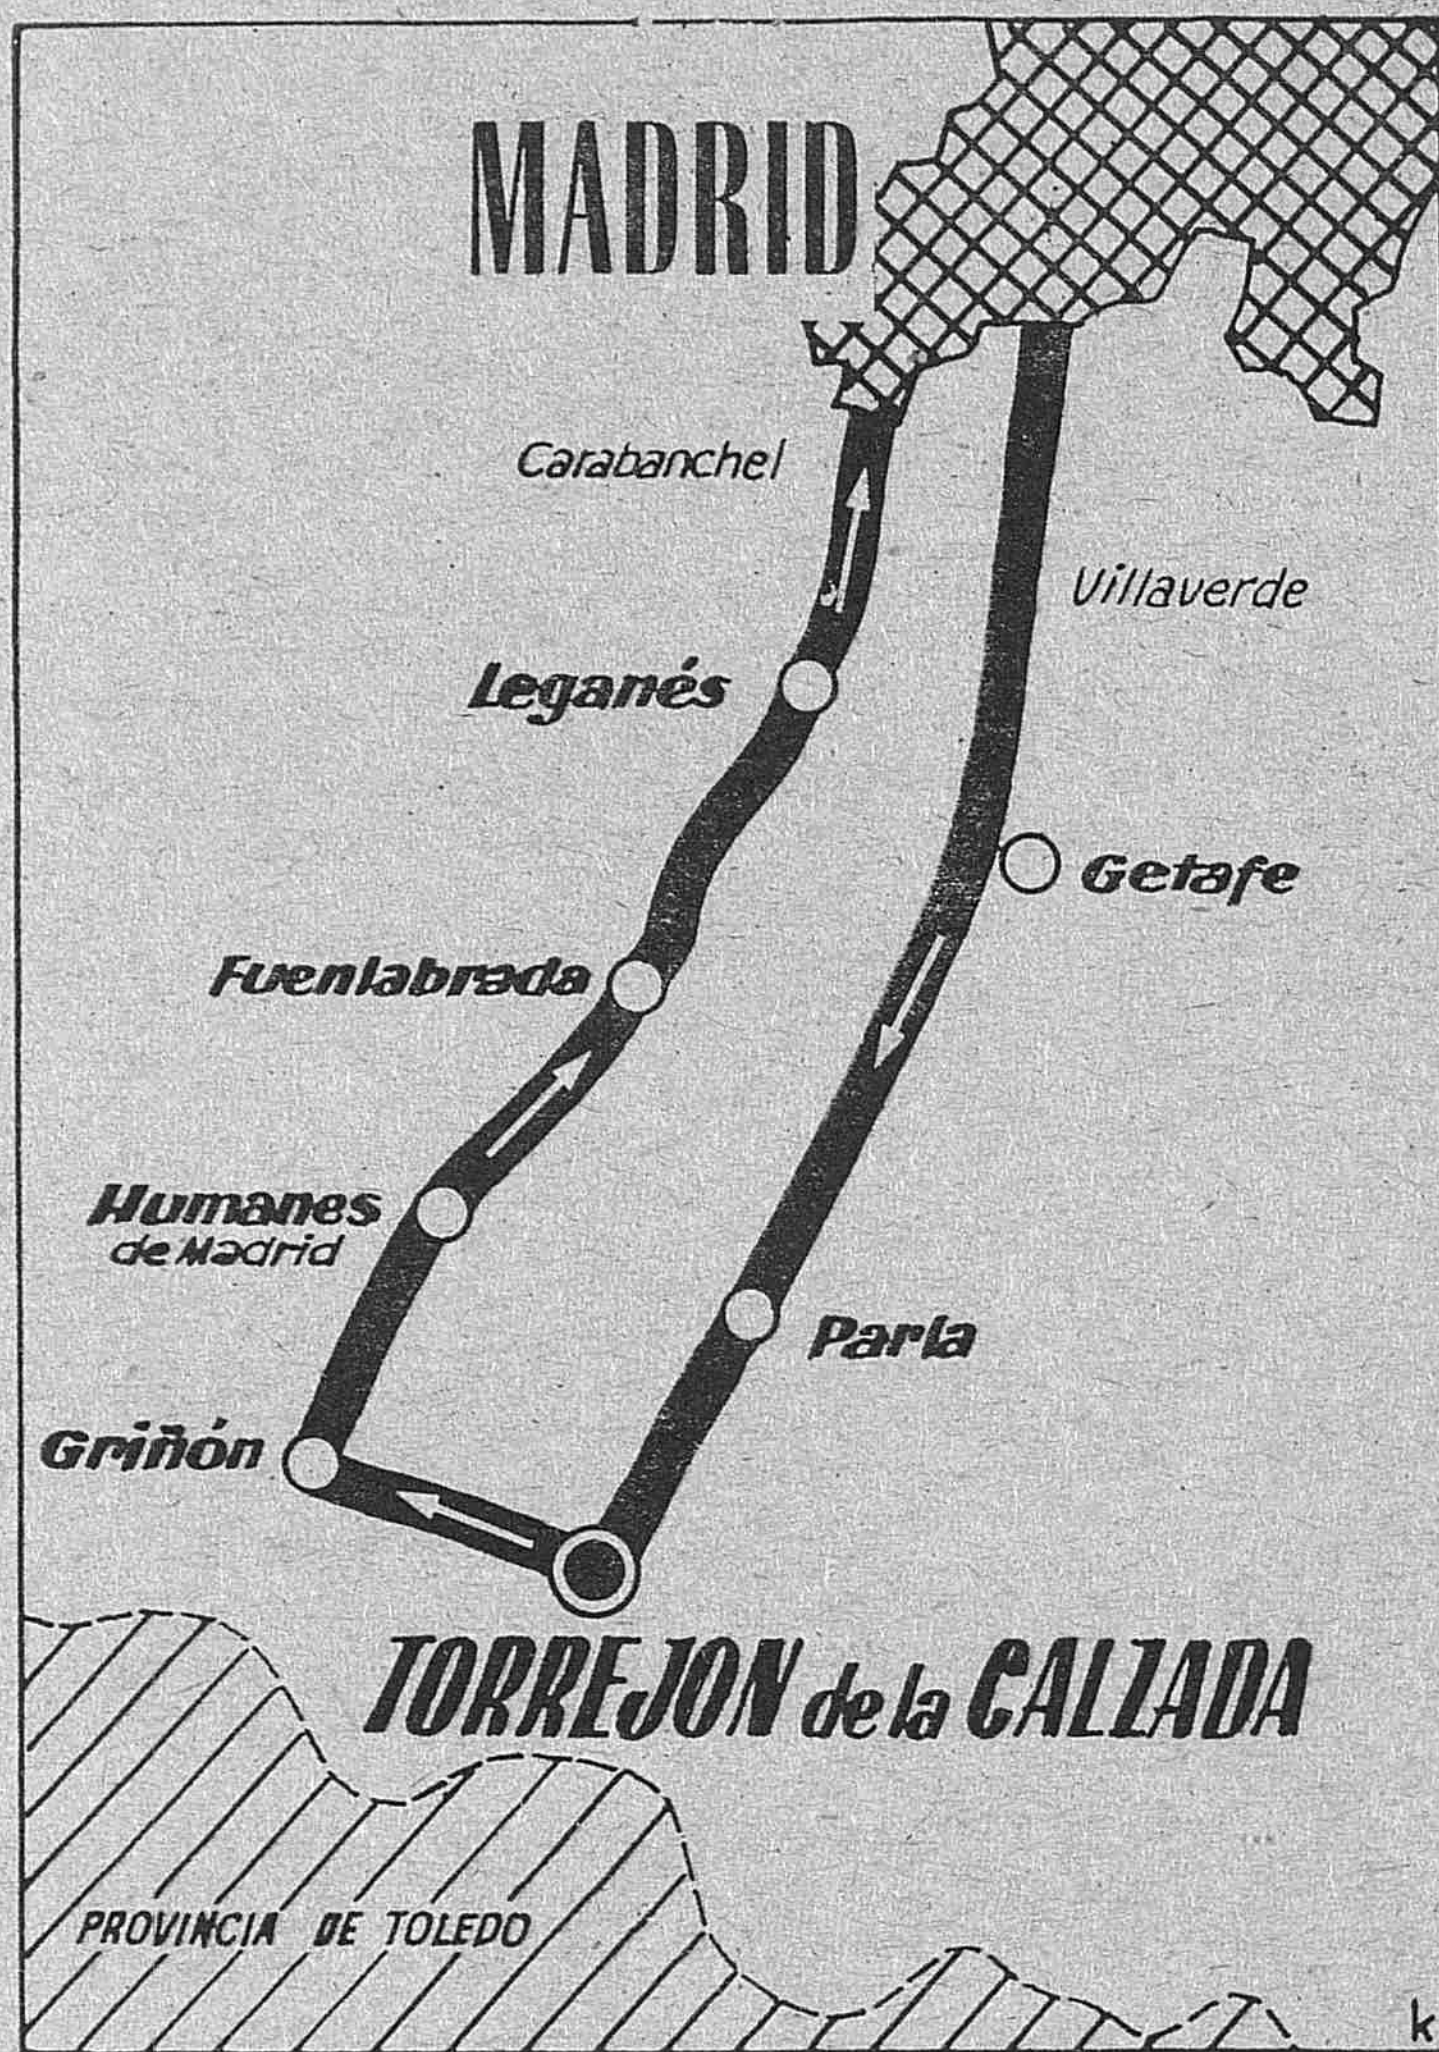 MADRID
Carabanchel
Villaverde
Leganés
Getafe
Fuenlabrada
Humanes
de Madrid
Parla
Griñón
TORREJON de la CALZADA
PROVINCIA DE TOLEDO
k